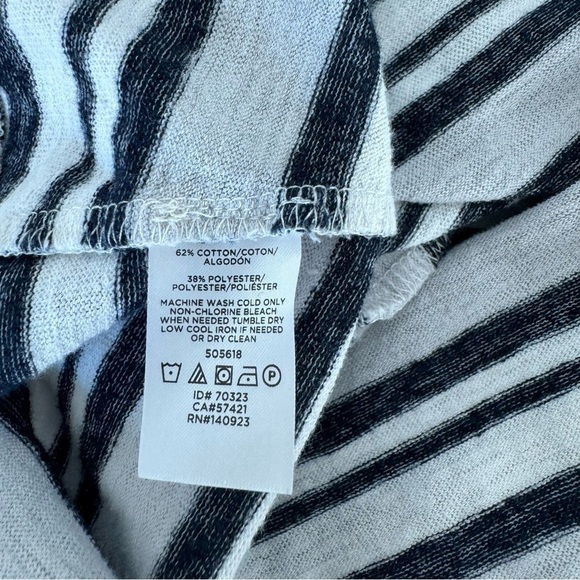 62% COTTON/COTON/
ALGODÓN
38% POLYESTER/
POLYESTER/POLIÉSTER
MACHINE WASH COLD ONLY
NON-CHLORINE BLEACH
WHEN NEEDED TUMBLE DRY
LOW COOL IRON IF NEEDED
OR DRY CLEAN
505618
P
ID# 70323
CA#57421
RN#140923